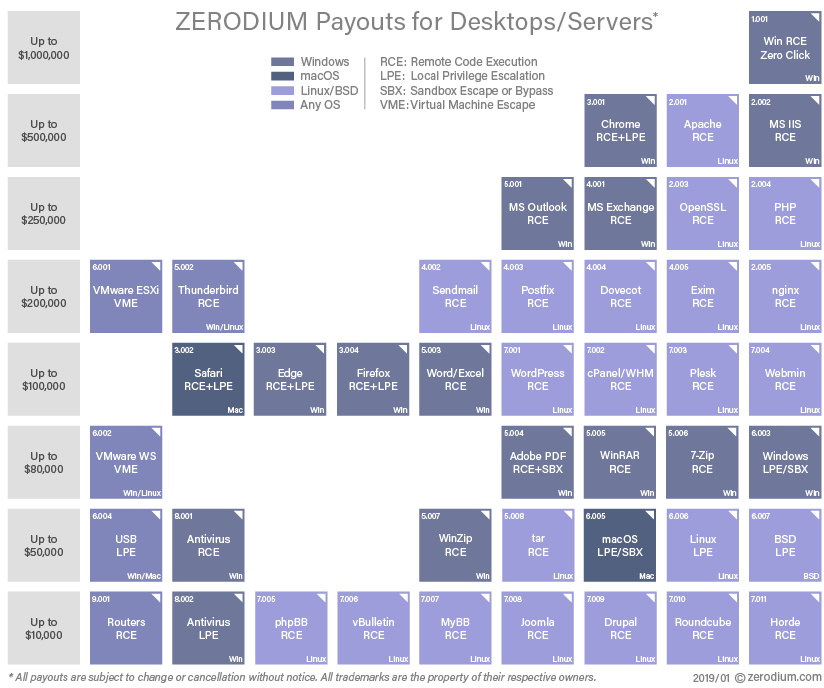 ZERODIUM Payouts for Desktops/Servers*
Windows
macOS
Linux/BSD
Any OS
RCE: Remote Code Execution
LPE: Local Privilege Escalation
SBX: Sandbox Escape or Bypass
VME: Virtual Machine Escape
Up to
$1,000,000
1.001
Win RCE
Zero Click
Win
Up to
$500,000
3.001
Chrome
RCE+LPE
Win
2.001
Apache
RCE
Linux
2.002
MS IIS
RCE
Win
Up to
$250,000
5.001
MS Outlook
RCE
Win
4.001
MS Exchange
RCE
Win
2.003
OpenSSL
RCE
Linux
2.004
PHP
RCE
Linux
Up to
$200,000
6.001
VMware ESXi
VME
5.002
Thunderbird
RCE
Win/Linux
4.002
Sendmail
RCE
Linux
4.003
Postfix
RCE
Linux
4.004
Dovecot
RCE
Linux
4.005
Exim
RCE
Linux
2.005
nginx
RCE
Linux
Up to
$100,000
3.002
Safari
RCE+LPE
Mac
3.003
Edge
RCE+LPE
Win
3.004
Firefox
RCE+LPE
Win
5.003
Word/Excel
RCE
Win
7.001
WordPress
RCE
Linux
7.002
cPanel/WHM
RCE
Linux
7.003
Plesk
RCE
Linux
7.004
Webmin
RCE
Linux
Up to
$80,000
6.002
VMware WS
VME
Win/Linux
5.004
Adobe PDF
RCE+SBX
Win
5.005
WinRAR
RCE
Win
5.006
7-Zip
RCE
Win
6.003
Windows
LPE/SBX
Win
Up to
$50,000
6.004
USB
LPE
Win/Mac
8.001
Antivirus
RCE
Win
5.007
WinZip
RCE
Win
5.008
tar
RCE
Linux
6.005
macOS
LPE/SBX
Mac
6.006
Linux
LPE
Linux
6.007
BSD
LPE
BSD
Up to
$10,000
9.001
Routers
RCE
8.002
Antivirus
LPE
Win
7.005
phpBB
RCE
Linux
7.006
vBulletin
RCE
Linux
7.007
MyBB
RCE
Linux
7.008
Joomla
RCE
Linux
7.009
Drupal
RCE
Linux
7.010
Roundcube
RCE
Linux
7.011
Horde
RCE
Linux
* All payouts are subject to change or cancellation without notice. All trademarks are the property of their respective owners.
2019/01 © zerodium.com